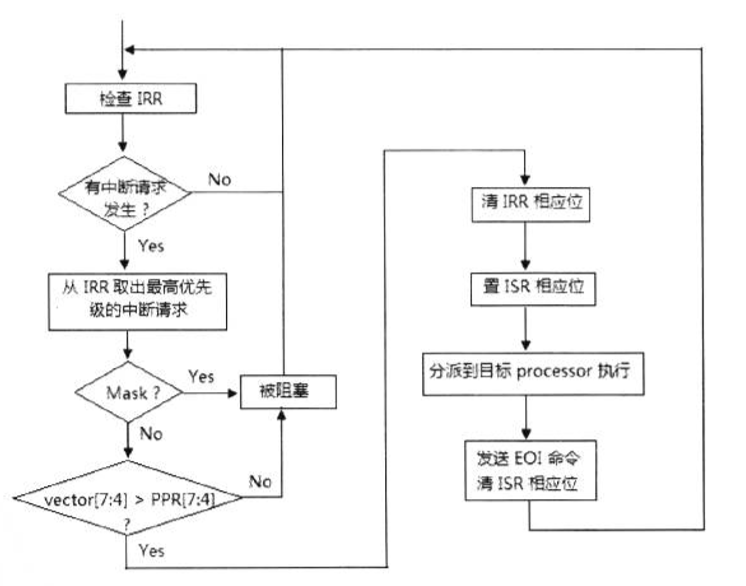 检查 IRR
有中断请求
发生？
No
Yes
从 IRR 取出最高优先
级的中断请求
Mask？
Yes
被阻塞
No
vector[7:4] > PPR[7:4]
?
No
Yes
清 IRR 相应位
置 ISR 相应位
分派到目标 processor 执行
发送 EOI 命令
清 ISR 相应位